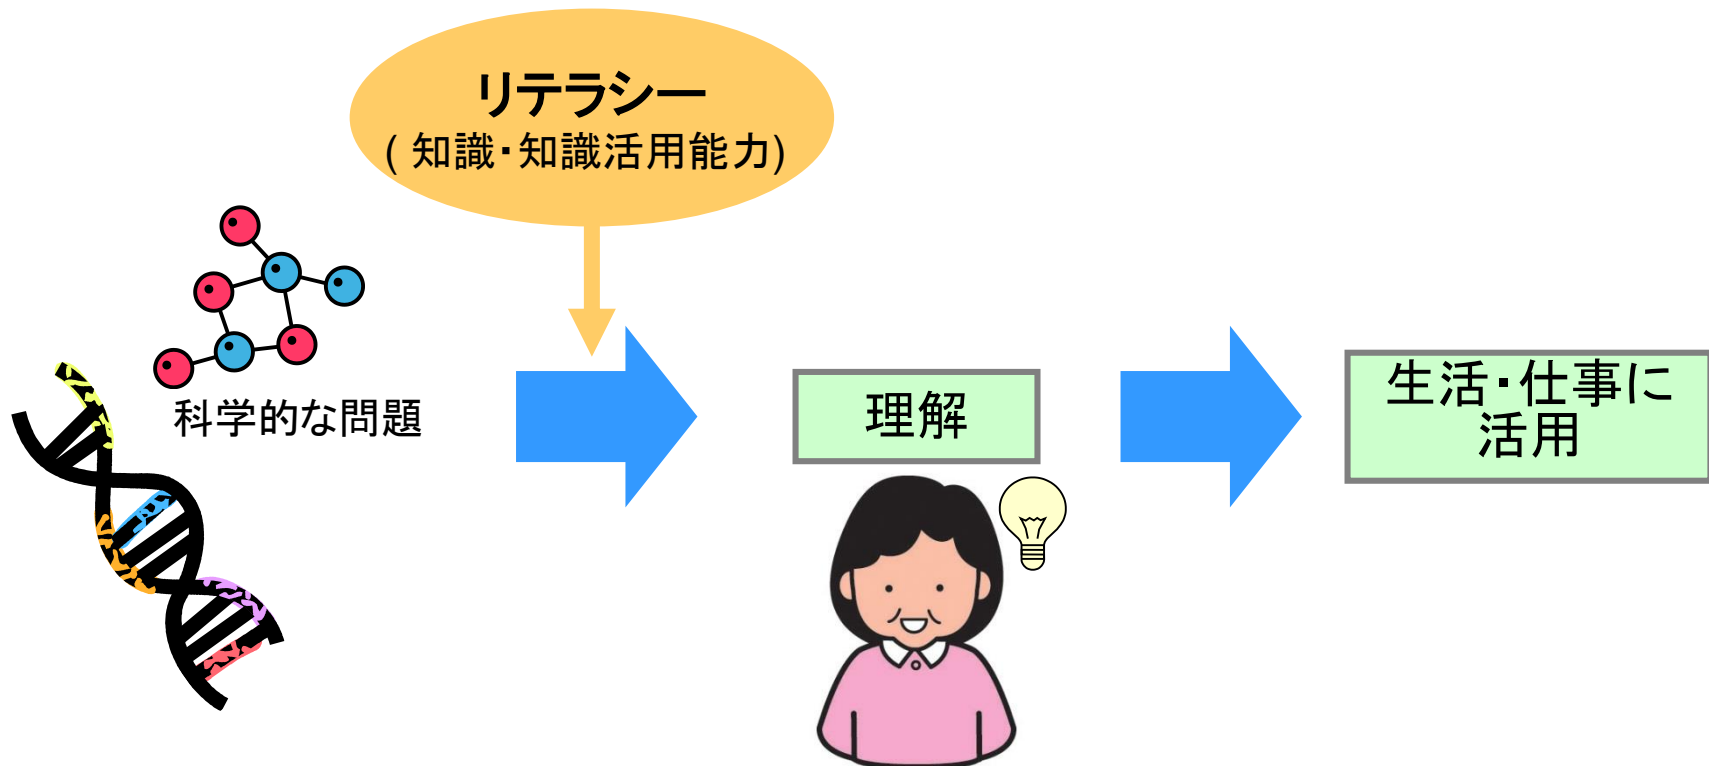 リテラシー
( 知識・知識活用能力)
科学的な問題
理解
生活・仕事に
活用